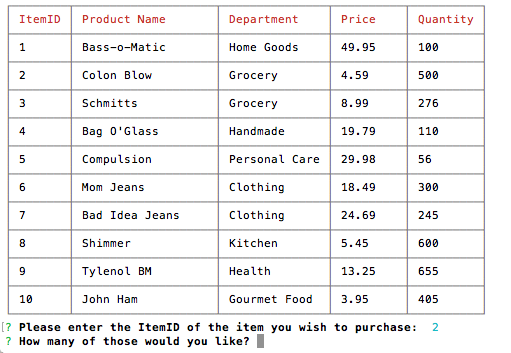 ItemID Product Name Department Price Quantity
1 Bass-o-Matic Home Goods 49.95 100
2 Colon Blow Grocery 4.59 500
3 Schmitts Grocery 8.99 276
4 Bag O'Glass Handmade 19.79 110
5 Compulsion Personal Care 29.98 56
6 Mom Jeans Clothing 18.49 300
7 Bad Idea Jeans Clothing 24.69 245
8 Shimmer Kitchen 5.45 600
9 Tylenol BM Health 13.25 655
10 John Ham Gourmet Food 3.95 405
[? Please enter the ItemID of the item you wish to purchase: 2
? How many of those would you like?